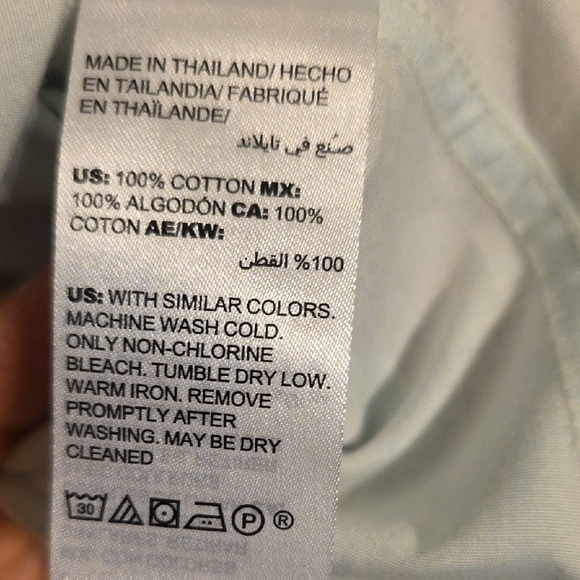 MADE IN THAILAND/ HECHO
EN TAILANDIA/ FABRIQUÉ
EN THAÏLANDE/
صُنع في تايلاند
US: 100% COTTON MX:
100% ALGODÓN CA: 100%
COTON AE/KW:
100% القطن
US: WITH SIMILAR COLORS.
MACHINE WASH COLD.
ONLY NON-CHLORINE
BLEACH. TUMBLE DRY LOW.
WARM IRON. REMOVE
PROMPTLY AFTER
WASHING. MAY BE DRY
CLEANED
30 P ®